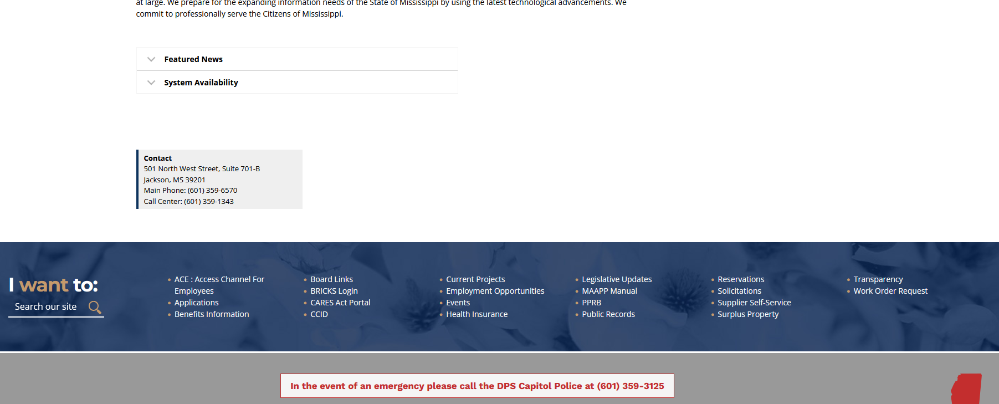 at large. We prepare for the expanding information needs of the State of Mississippi by using the latest technological advancements. We
commit to professionally serve the Citizens of Mississippi.
Featured News
System Availability
Contact
501 North West Street, Suite 701-B
Jackson, MS 39201
Main Phone: (601) 359-6570
Call Center: (601) 359-1343
I want to:
Search our site
ACE : Access Channel For
Employees
Applications
Benefits Information
Board Links
BRICKS Login
CARES Act Portal
CCID
Current Projects
Employment Opportunities
Events
Health Insurance
Legislative Updates
MAAPP Manual
PPRB
Public Records
Reservations
Solicitations
Supplier Self-Service
Surplus Property
Transparency
Work Order Request
In the event of an emergency please call the DPS Capitol Police at (601) 359-3125